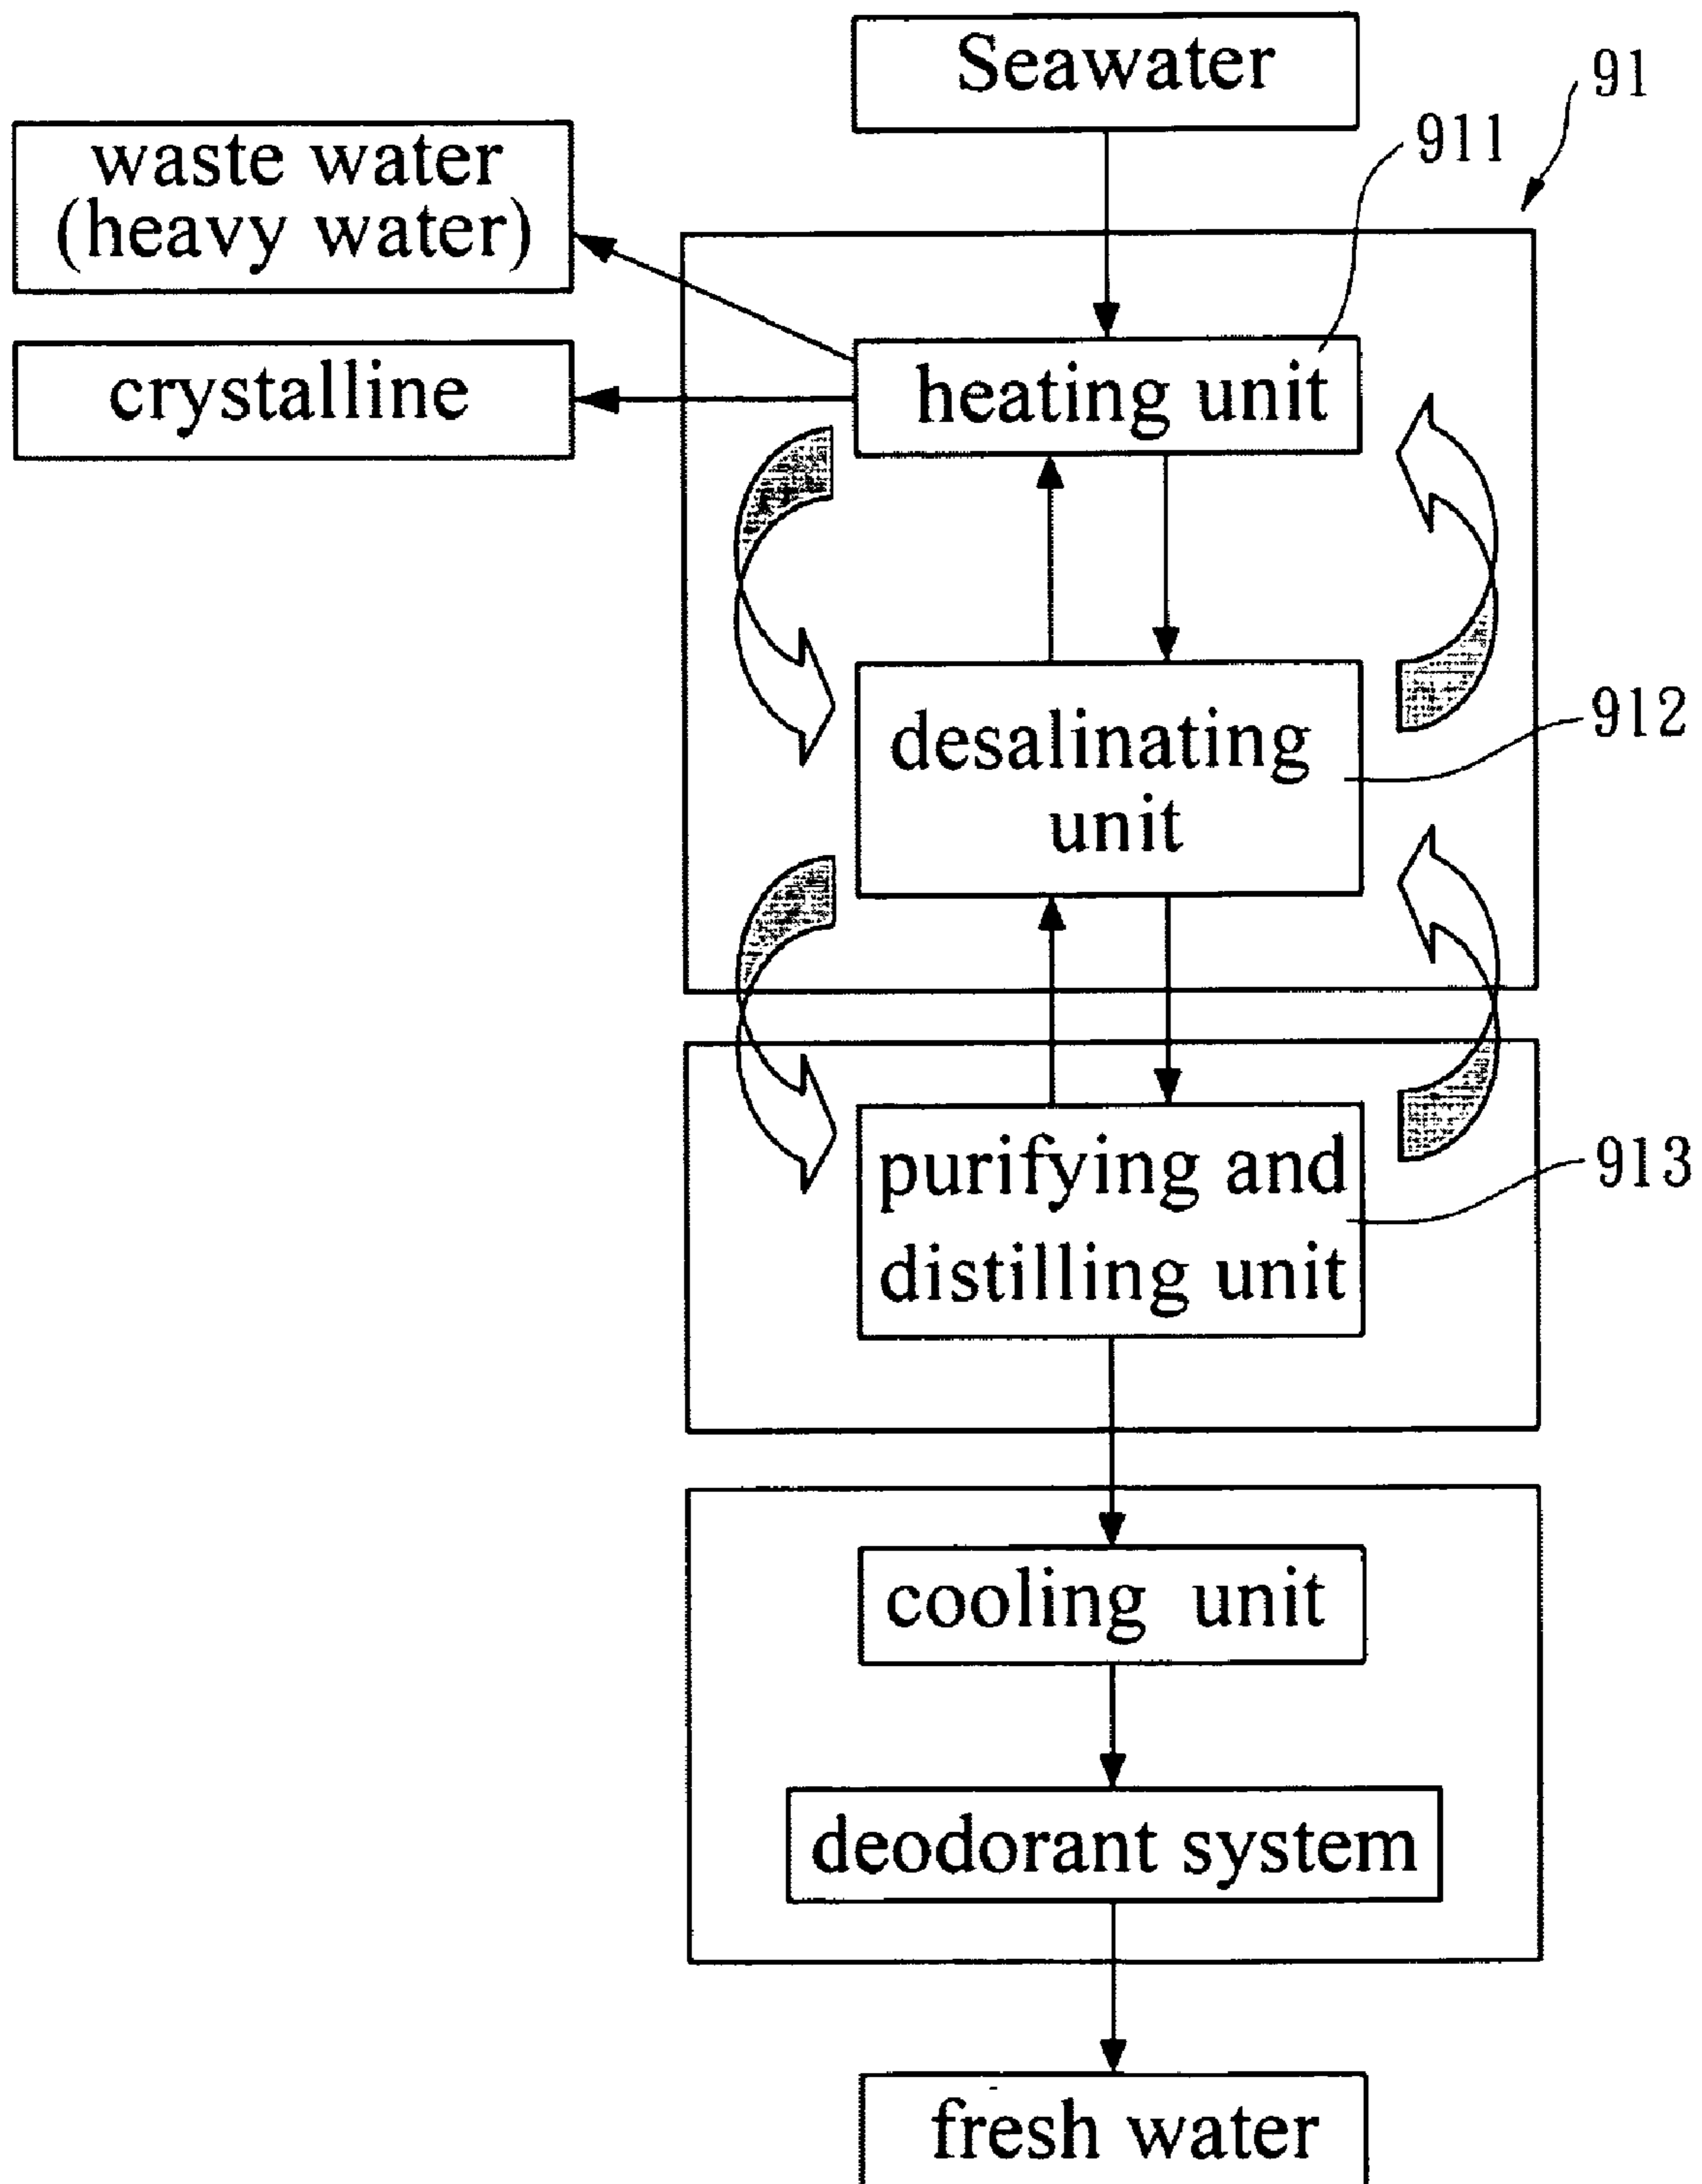 Seawater
91
911
waste water
(heavy water)
heating unit
crystalline
desalinating
unit
912
purifying and
distilling unit
913
cooling unit
deodorant system
fresh water